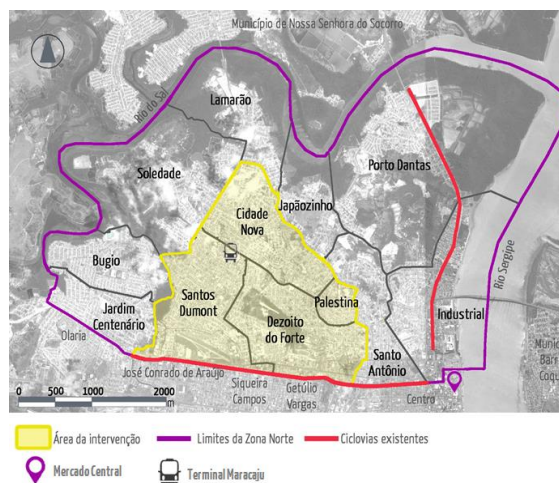 Município de Nossa Senhora do Socorro
Rio do Sal
Lamarão
Porto Dantas
Soledade
Japãozinho
Cidade
Nova
Bugio
Rio Sergipe
Santos
Dumont
Palestina
Jardim
Centenário
Dezoito
do Forte
Industrial
Olaria
Santo
Antônio
José Conrado de Araújo
Siqueira
Campos
Getúlio
Vargas
Centro
0 500 1000 2000
m
Área da intervenção
Limites da Zona Norte
Ciclovias existentes
Mercado Central
Terminal Maracaju